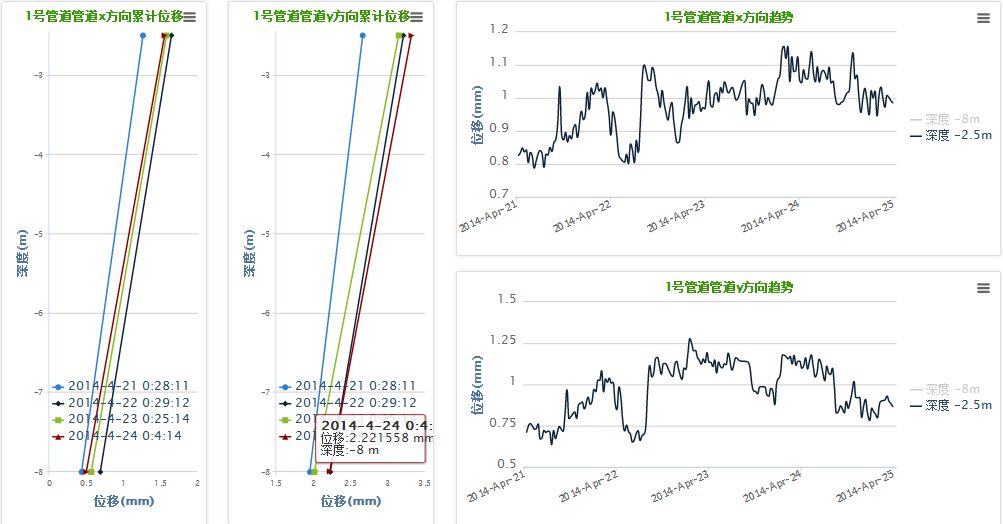 1号管道管道x方向累计位移
-3
-4
-5
-6
-7
-8
深度(m)
2014-4-21 0:28:11
2014-4-22 0:29:12
2014-4-23 0:25:14
2014-4-24 0:4:14
0
0.5
1
1.5
2
位移(mm)
1号管道管道y方向累计位移
-3
-4
-5
-6
-7
-8
深度(m)
2014-4-21 0:28:11
2014-4-22 0:29:12
2014-4-24 0:4:
位移:2.221558 mm
深度:-8 m
1.5
2
2.5
3
3.5
位移(mm)
1号管道管道x方向趋势
1.2
1.1
1
0.9
0.8
0.7
位移(mm)
2014-Apr-21
2014-Apr-22
2014-Apr-23
2014-Apr-24
2014-Apr-25
深度 -8m
深度 -2.5m
1号管道管道y方向趋势
1.5
1.25
1
0.75
0.5
位移(mm)
2014-Apr-21
2014-Apr-22
2014-Apr-23
2014-Apr-24
2014-Apr-25
深度 -8m
深度 -2.5m